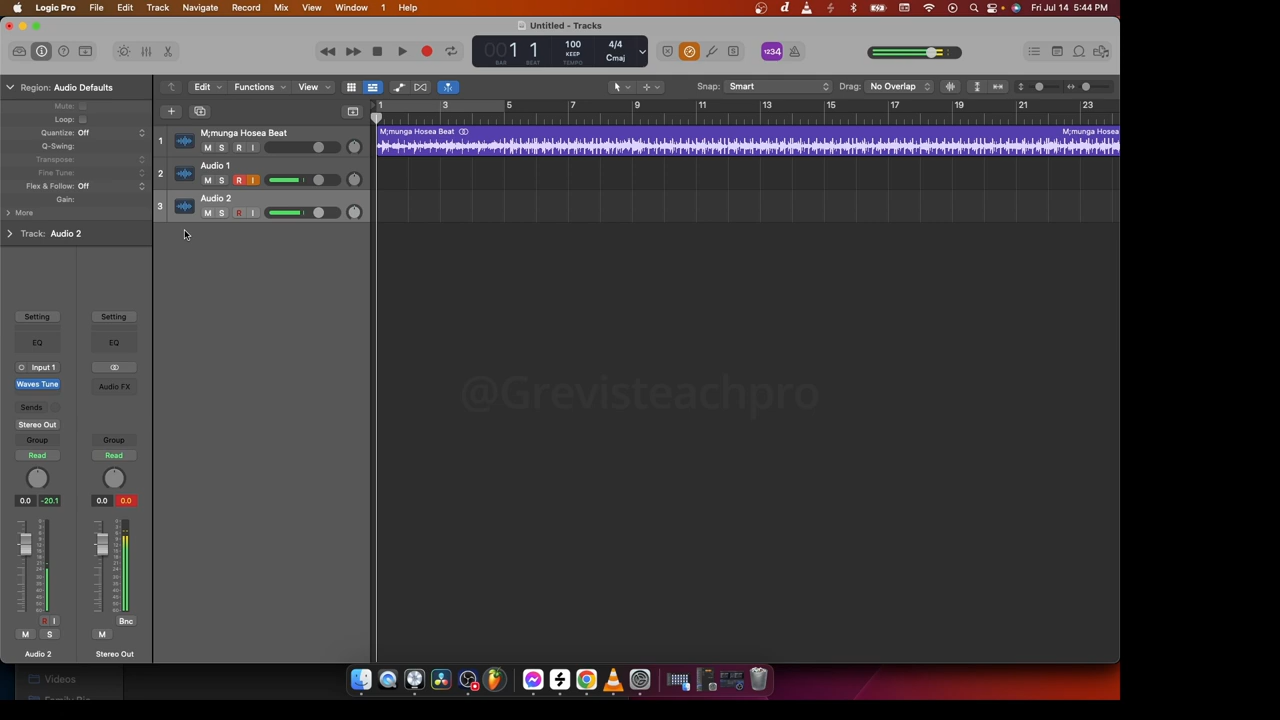 Logic Pro File Edit Track Navigate Record Mix View Window 1 Help Fri Jul 14 5:44 PM
Untitled - Tracks
001 1 100 4/4
BAR BEAT KEEP TEMPO Cmaj
1234
Region: Audio Defaults
Mute:
Loop:
Quantize: Off
Q-Swing:
Transpose:
Fine Tune:
Flex & Follow: Off
Gain:
More
Track: Audio 2
Edit Functions View Snap: Smart Drag: No Overlap
1 3 5 7 9 11 13 15 17 19 21 23
1 M;munga Hosea Beat
M S R I
2 Audio 1
M S R I
3 Audio 2
M S R I
M;munga Hosea Beat M;munga Hosea
Setting Setting
EQ EQ
Input 1
Waves Tune Audio FX
Sends
Stereo Out
Group Group
Read Read
0.0 -20.1 0.0 0.0
R I Bnc
M S M
Audio 2 Stereo Out
@Grevisteachpro
Videos